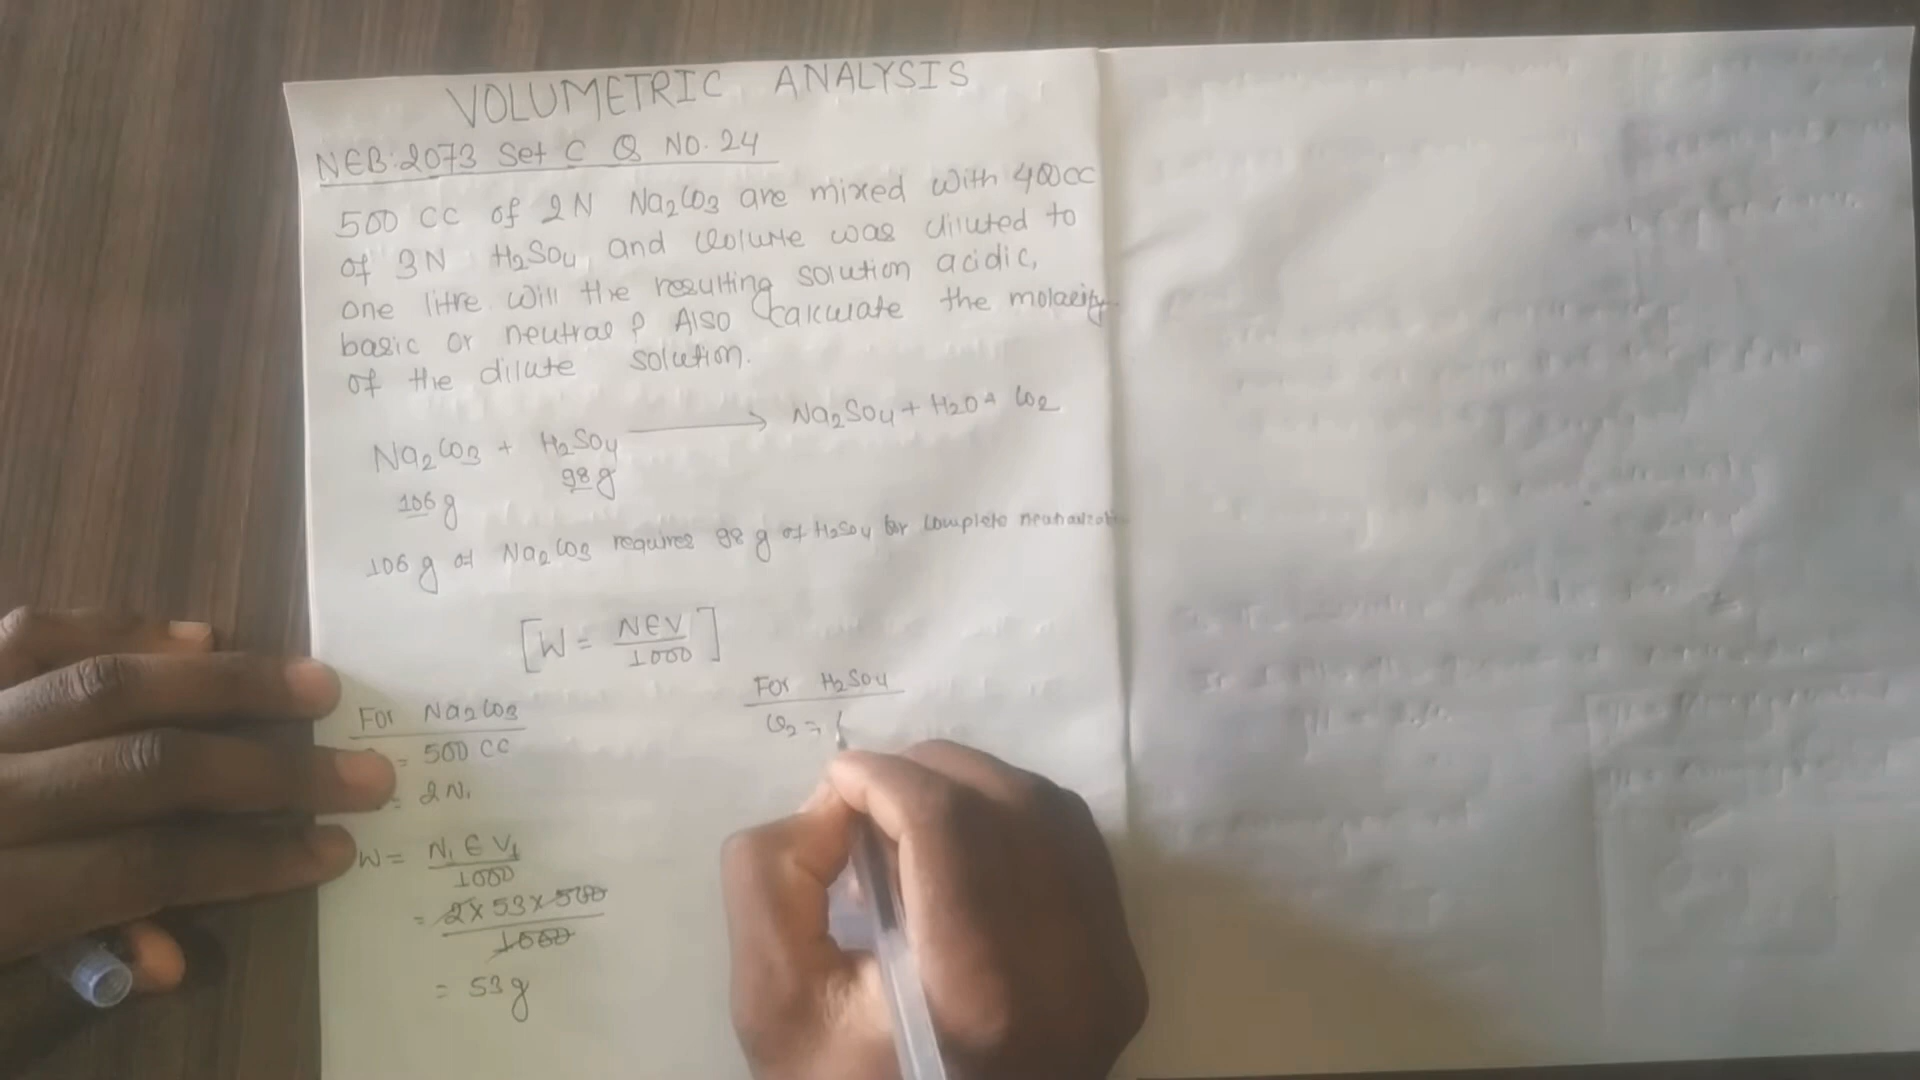 VOLUMETRIC ANALYSIS
NEB:2073 Set C Q NO. 24
500 CC of 2N Na2CO3 are mixed with 400CC
of 3N H2SO4 and Volume was diluted to
one litre. Will the resulting solution acidic,
basic or neutral? Also calculate the molarity
of the dilute solution.
Na2CO3 + H2SO4 → Na2SO4 + H2O + CO2
106 g 98 g
106 g of Na2CO3 requires 98 g of H2SO4 for complete
[W = NEV/1000]
For Na2CO3
= 500 CC
= 2N
W = N1 E V1/1000
= 2 x 53 x 500/1000
= 53 g
For H2SO4